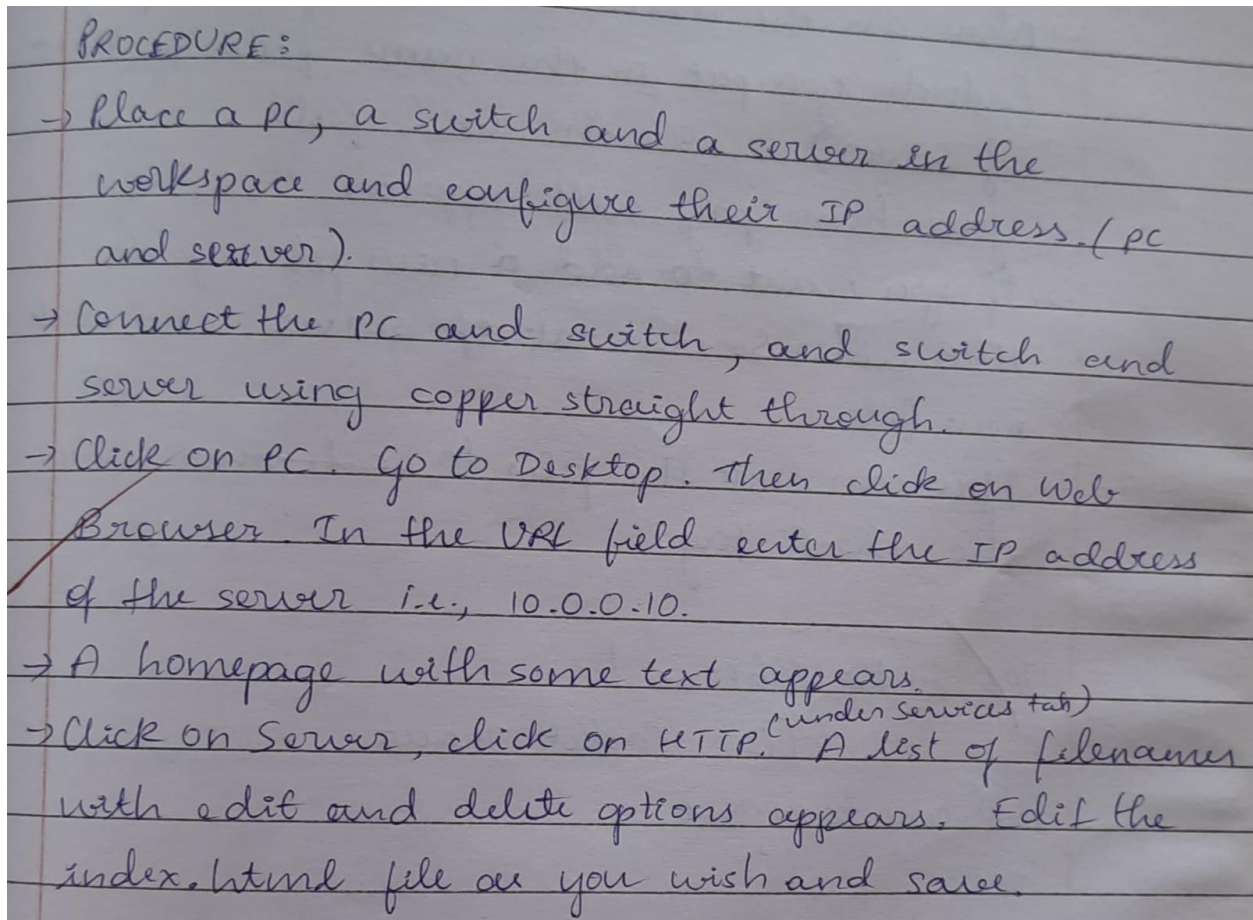 PROCEDURE:
→ Place a PC, a switch and a server in the
workspace and configure their IP address. (PC
and server).
→ Connect the PC and switch, and switch and
server using copper straight through.
→ Click on PC. Go to Desktop. Then click on Web
Browser. In the URL field enter the IP address
of the server i.e., 10.0.0.10.
→ A homepage with some text appears.
(under services tab)
→ Click on Server, click on HTTP. A list of filenames
with edit and delete options appears. Edit the
index.html file as you wish and save.